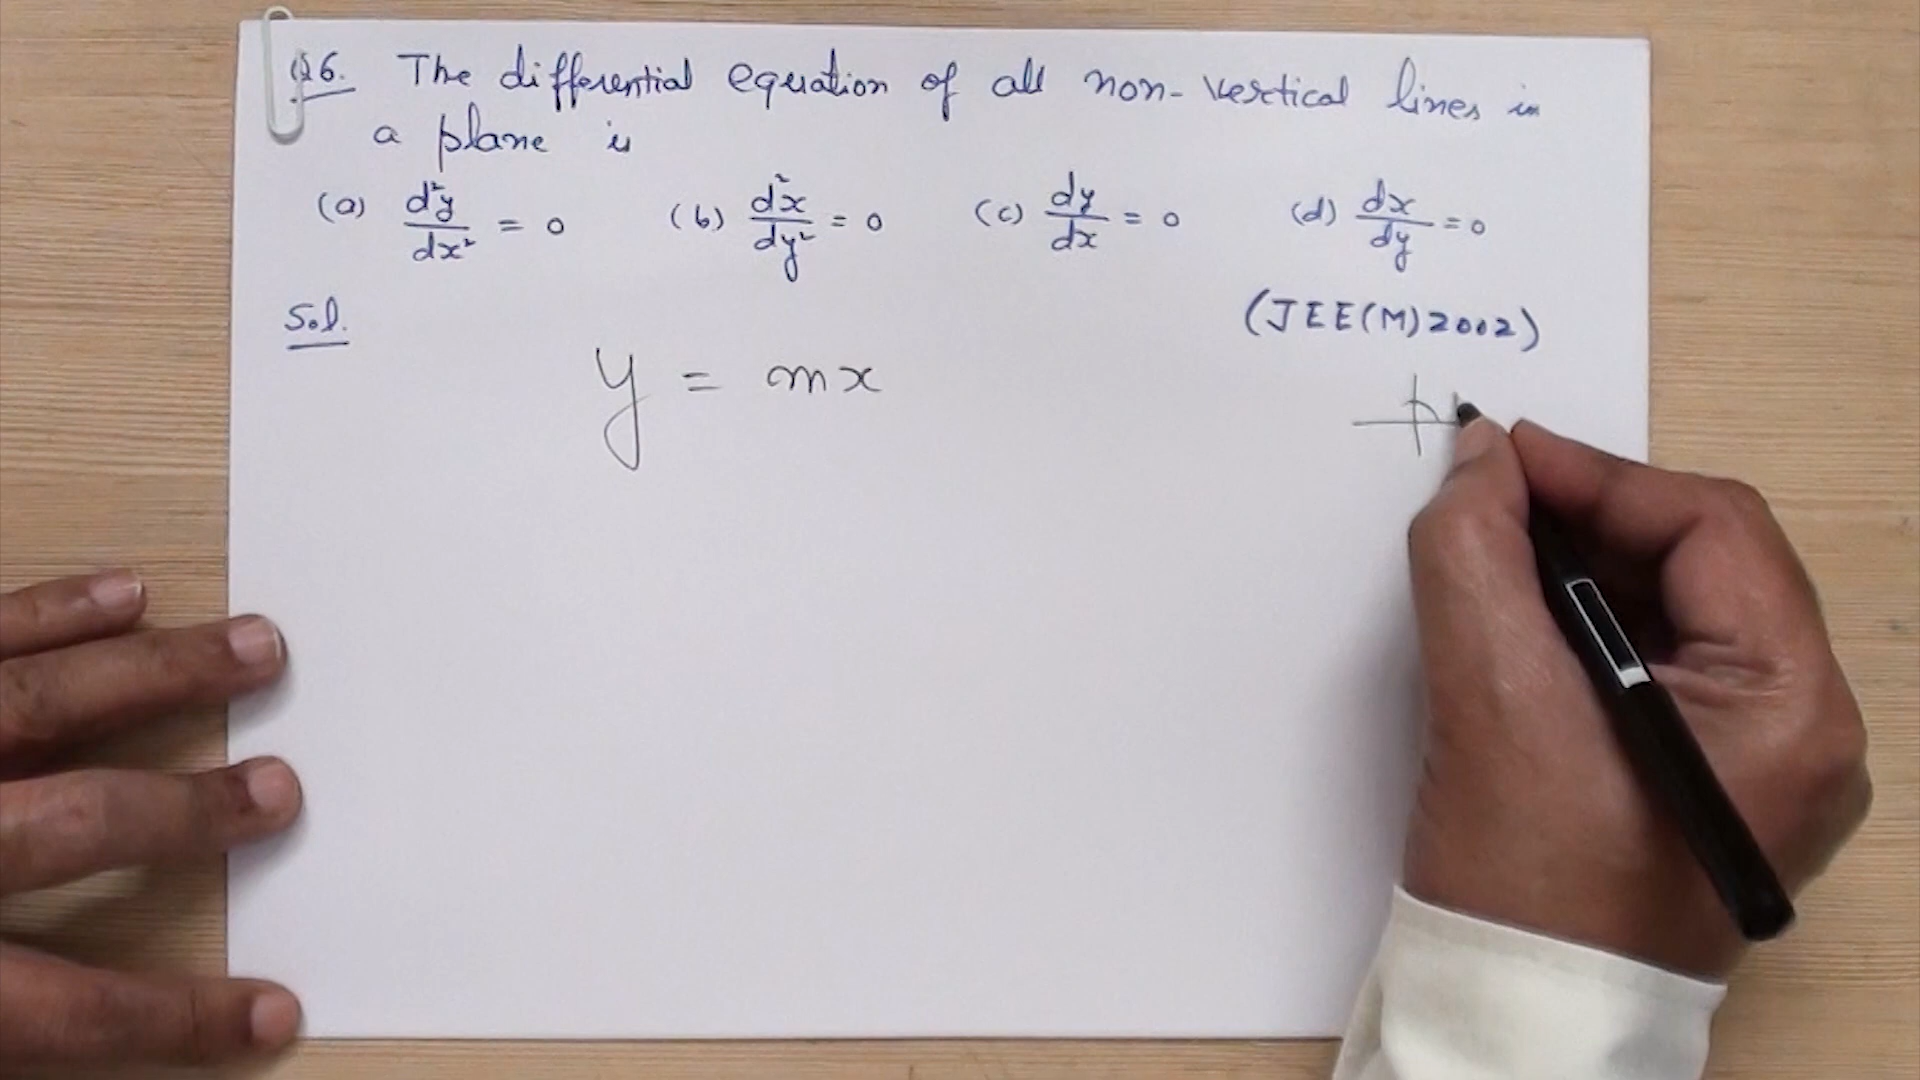 Q6. The differential equation of all non-vertical lines in
a plane is
(a) d²y/dx² = 0 (b) d²x/dy² = 0 (c) dy/dx = 0 (d) dx/dy = 0
(JEE(M)2002)
Sol.
y = mx